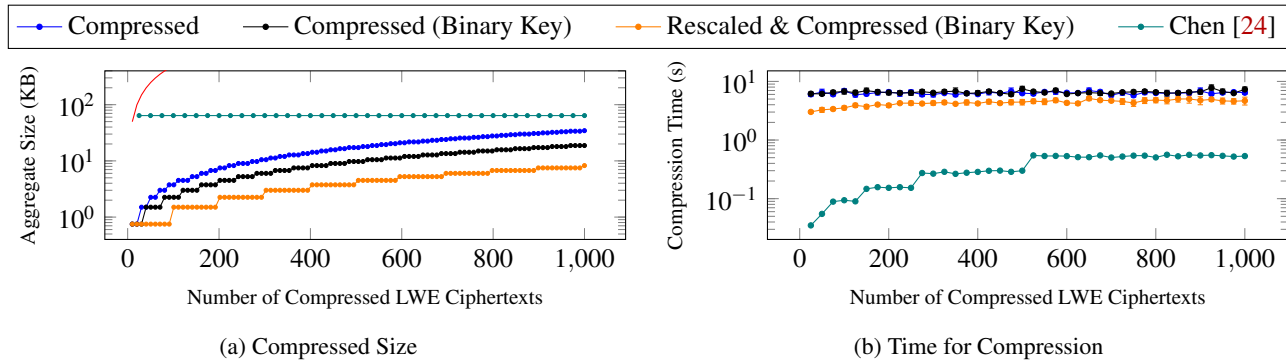 Compressed Compressed (Binary Key) Rescaled & Compressed (Binary Key) Chen [24]
Aggregate Size (KB)
10^2
10^1
10^0
0 200 400 600 800 1,000
Number of Compressed LWE Ciphertexts
(a) Compressed Size
Compression Time (s)
10^1
10^0
10^−1
0 200 400 600 800 1,000
Number of Compressed LWE Ciphertexts
(b) Time for Compression